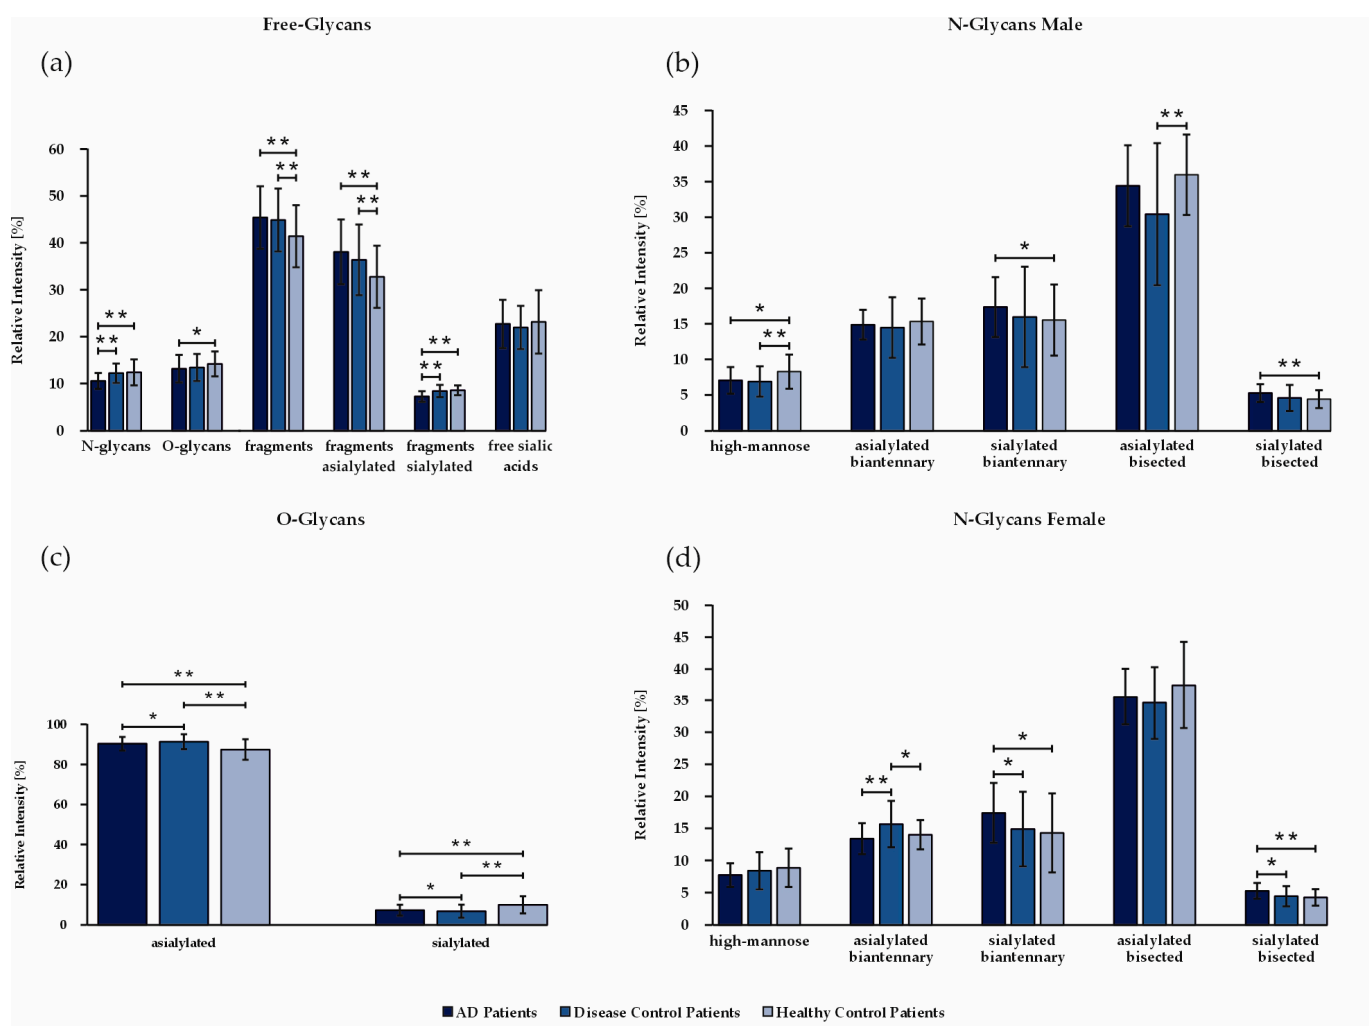 Free-Glycans
(a)
Relative Intensity [%]
60
50
40
30
20
10
0
** ** * ** ** ** ** ** **
N-glycans O-glycans fragments fragments asialylated fragments sialylated free sialic acids
N-Glycans Male
(b)
Relative Intensity [%]
45
40
35
30
25
20
15
10
5
0
* ** * ** **
high-mannose asialylated biantennary sialylated biantennary asialylated bisected sialylated bisected
O-Glycans
(c)
Relative Intensity [%]
100
80
60
40
20
0
** ** * ** ** *
asialylated sialylated
N-Glycans Female
(d)
Relative Intensity [%]
50
45
40
35
30
25
20
15
10
5
0
** * * * ** *
high-mannose asialylated biantennary sialylated biantennary asialylated bisected sialylated bisected
AD Patients Disease Control Patients Healthy Control Patients